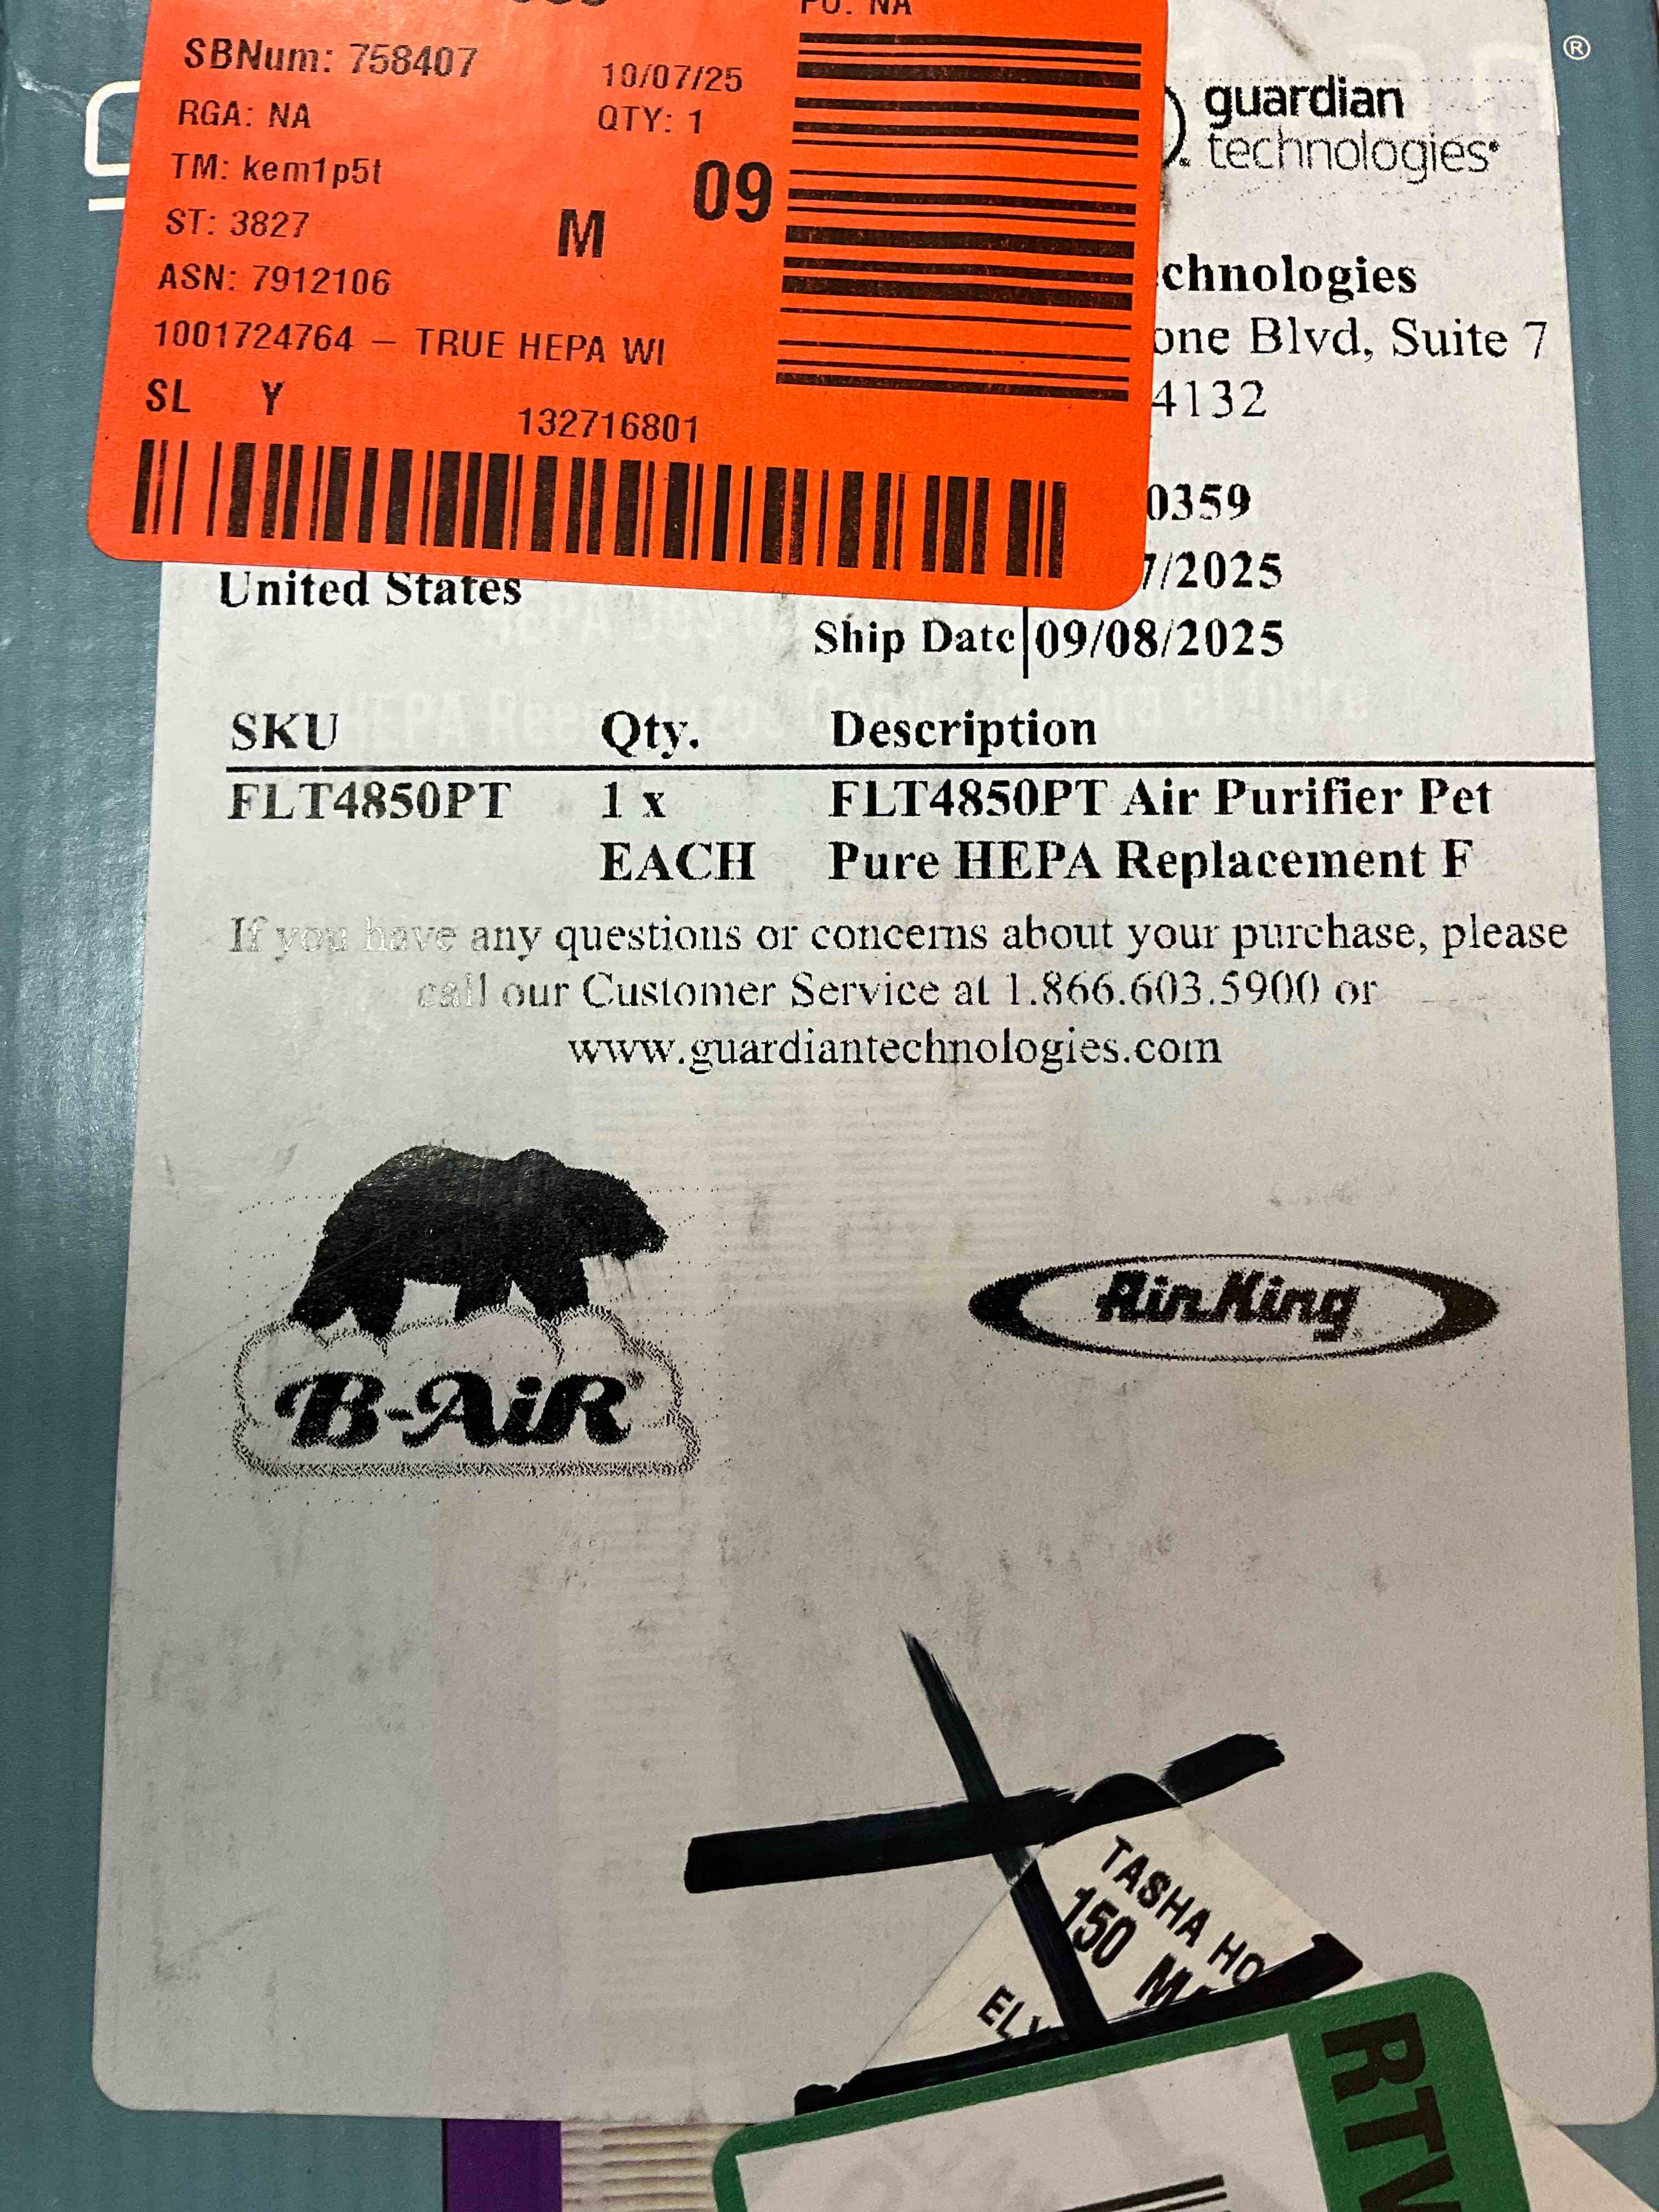 PO: NA
SBNum: 758407
10/07/25
RGA: NA
QTY: 1
TM: kem1p5t
09
ST: 3827
M
ASN: 7912106
1001724764 – TRUE HEPA WI
SL Y
132716801
®
guardian
technologies
chnologies
one Blvd, Suite 7
4132
0359
7/2025
United States
Ship Date 09/08/2025
SKU Qty. Description
FLT4850PT 1 x FLT4850PT Air Purifier Pet
EACH Pure HEPA Replacement F
If you have any questions or concerns about your purchase, please
call our Customer Service at 1.866.603.5900 or
www.guardiantechnologies.com
B-AiR®
Air King
TASHA HO
150 M
EL
RTV